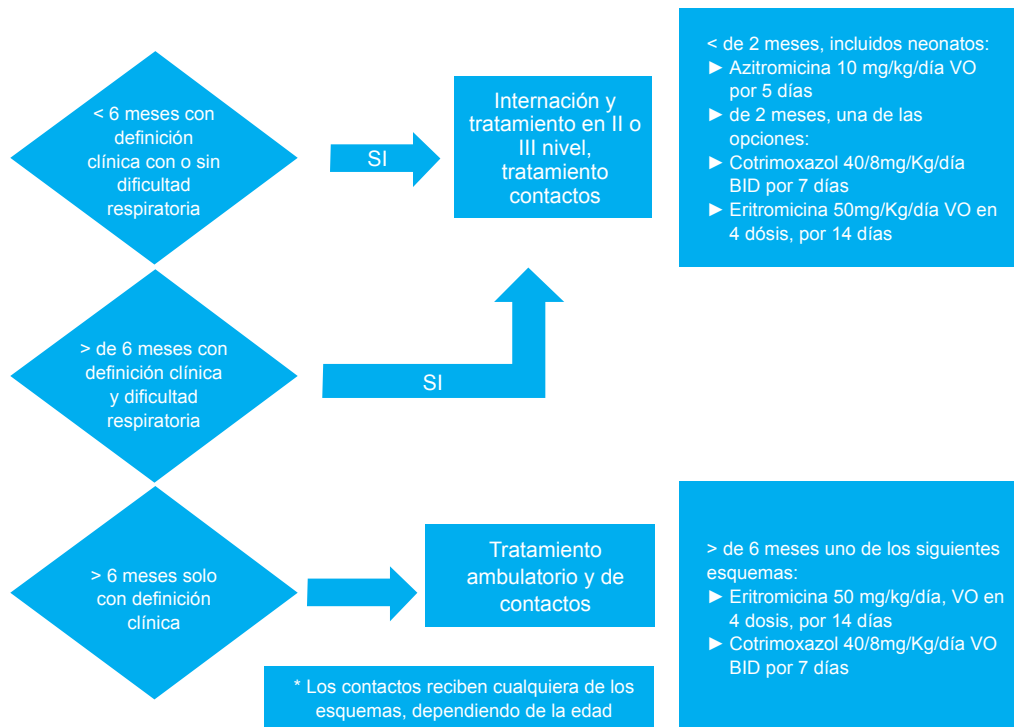 < 6 meses con
definición
clínica con o sin
dificultad
respiratoria
SI
Internación y
tratamiento en II o
III nivel,
tratamiento
contactos
< de 2 meses, incluidos neonatos:
► Azitromicina 10 mg/kg/día VO
por 5 días
► de 2 meses, una de las
opciones:
► Cotrimoxazol 40/8mg/Kg/día
BID por 7 días
► Eritromicina 50mg/Kg/día VO en
4 dósis, por 14 días
> de 6 meses con
definición clínica
y dificultad
respiratoria
SI
> 6 meses solo
con definición
clínica
Tratamiento
ambulatorio y de
contactos
> de 6 meses uno de los siguientes
esquemas:
► Eritromicina 50 mg/kg/día, VO en
4 dosis, por 14 días
► Cotrimoxazol 40/8mg/Kg/día VO
BID por 7 días
* Los contactos reciben cualquiera de los
esquemas, dependiendo de la edad